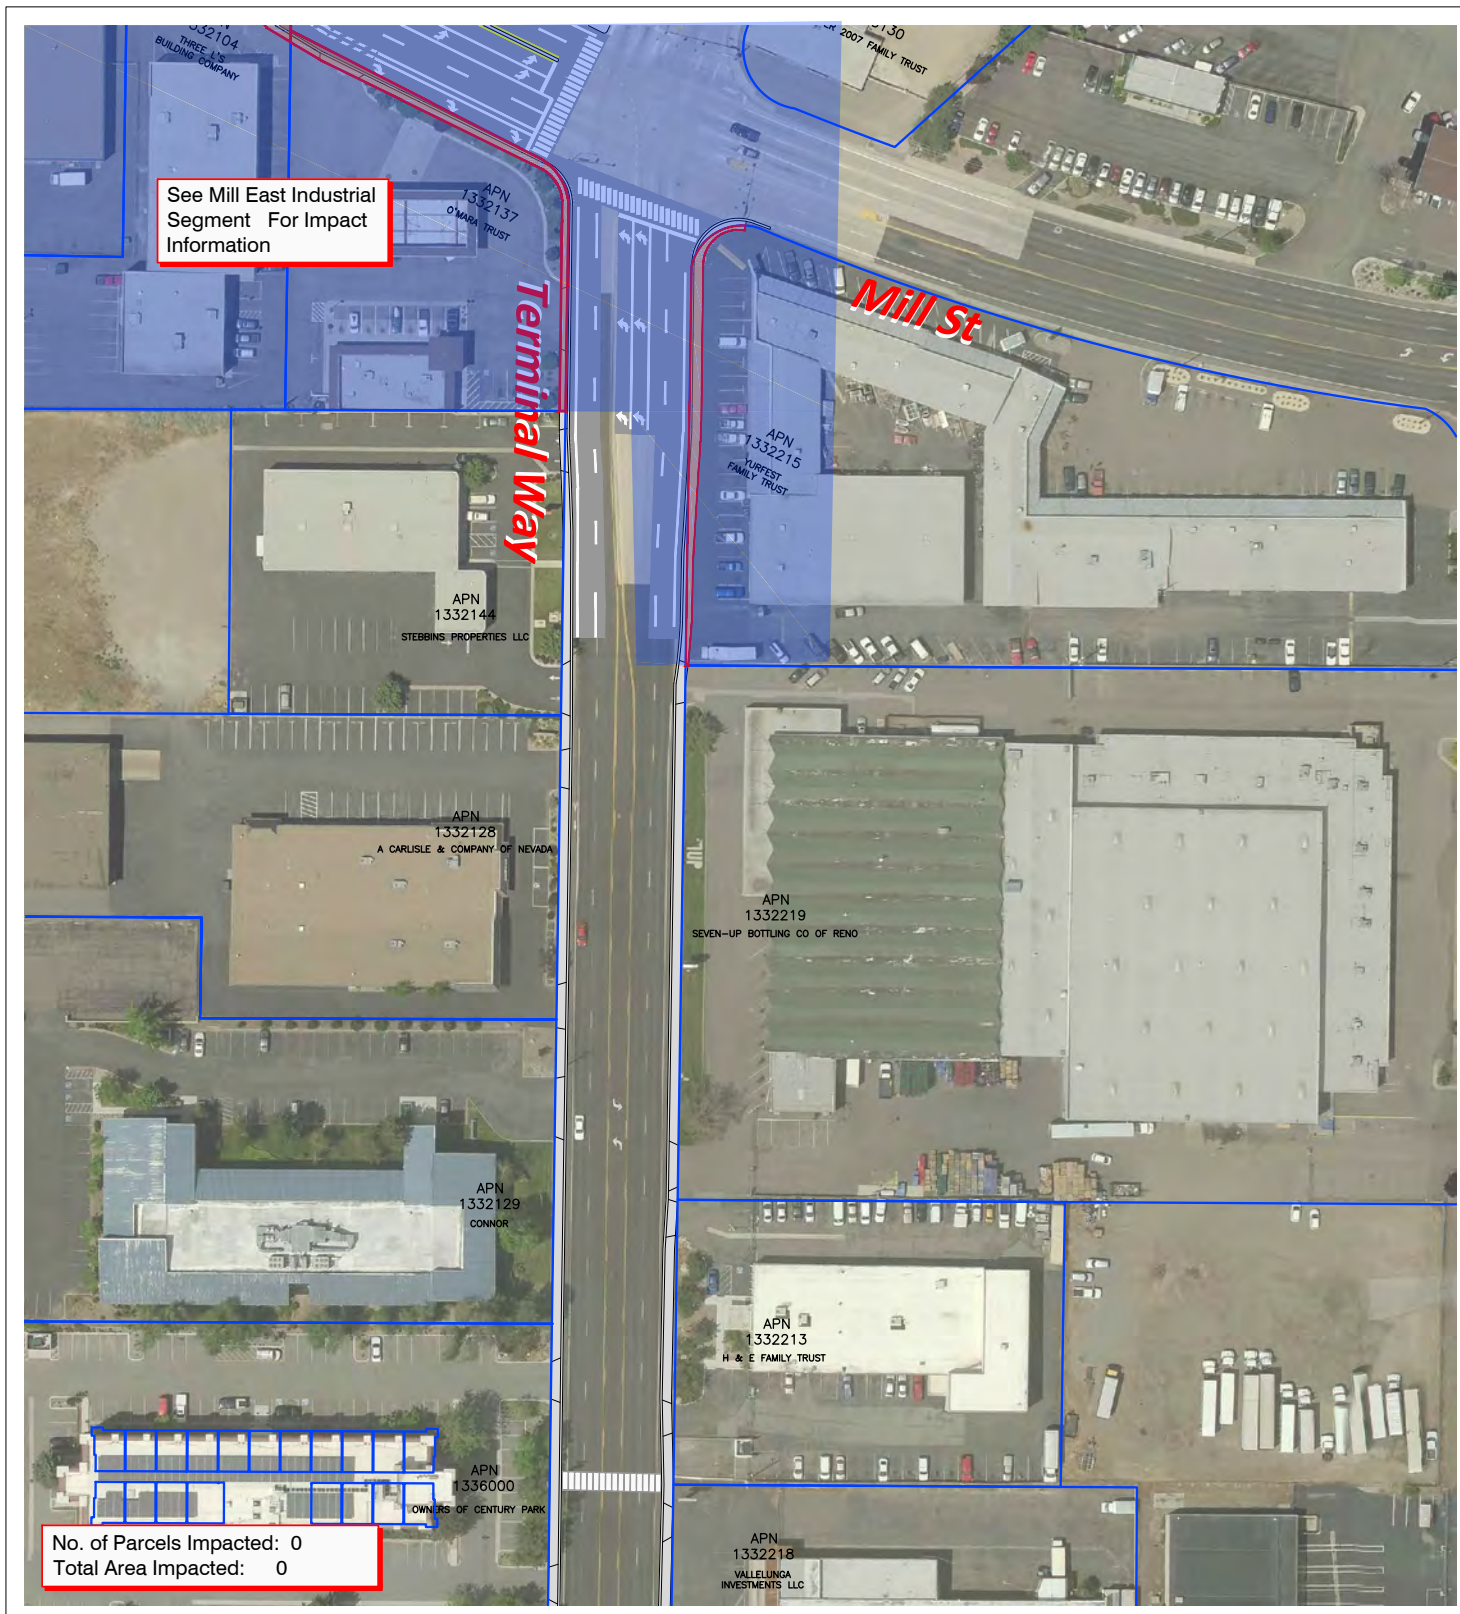 332104
THREE L'S
BUILDING COMPANY
130
2007 FAMILY TRUST
See Mill East Industrial
Segment For Impact
Information
APN
1332137
O'MARA TRUST
Terminal Way
Mill St
APN
1332215
YURFEST
FAMILY TRUST
APN
1332144
STEBBINS PROPERTIES LLC
APN
1332128
A CARLISLE & COMPANY OF NEVADA
7UP
APN
1332219
SEVEN-UP BOTTLING CO OF RENO
APN
1332129
CONNOR
APN
1332213
H & E FAMILY TRUST
APN
1336000
OWNERS OF CENTURY PARK
No. of Parcels Impacted: 0
Total Area Impacted: 0
APN
1332218
VALLELUNGA
INVESTMENTS LLC